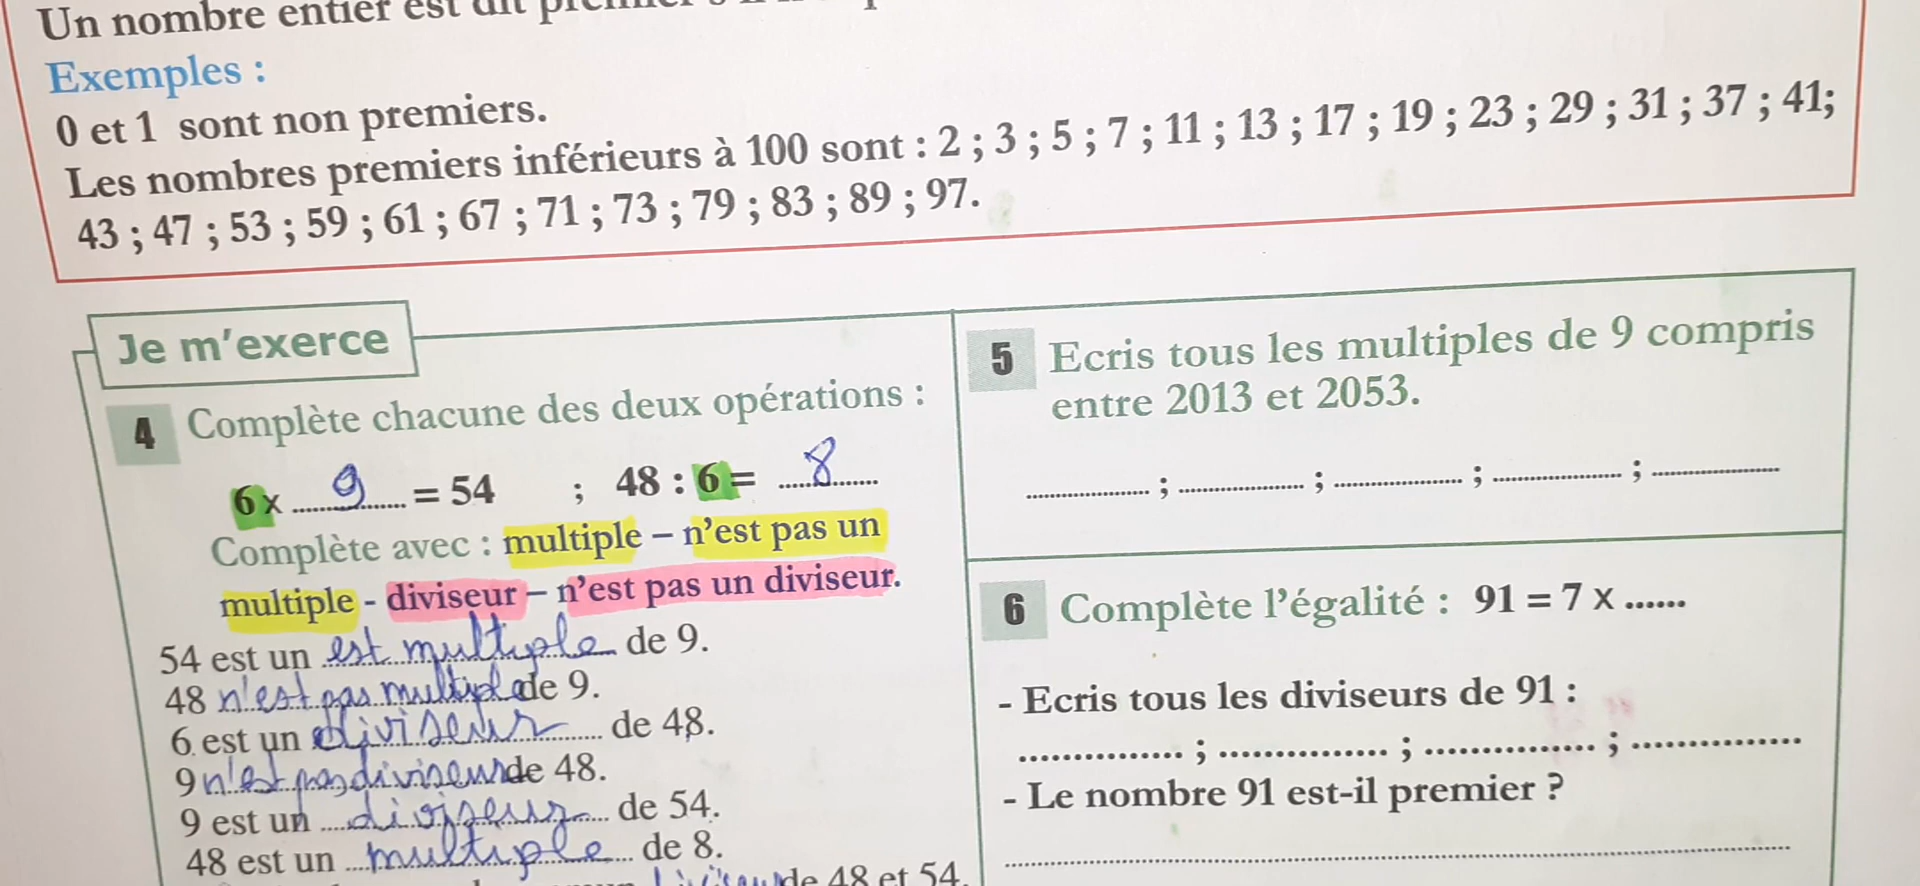 Un nombre entier est dit
Exemples :
0 et 1 sont non premiers.
Les nombres premiers inférieurs à 100 sont : 2 ; 3 ; 5 ; 7 ; 11 ; 13 ; 17 ; 19 ; 23 ; 29 ; 31 ; 37 ; 41;
43 ; 47 ; 53 ; 59 ; 61 ; 67 ; 71 ; 73 ; 79 ; 83 ; 89 ; 97.
Je m'exerce
4 Complète chacune des deux opérations :
6 x ....9.... = 54 ; 48 : 6 = ....8....
Complète avec : multiple – n'est pas un
multiple - diviseur – n'est pas un diviseur.
54 est un est multiple de 9.
48 n'est pas multiple de 9.
6 est un diviseur de 48.
9 n'est pas diviseur de 48.
9 est un diviseur de 54.
48 est un multiple de 8.
diviseur de 48 et 54.
5 Ecris tous les multiples de 9 compris
entre 2013 et 2053.
............ ; ............ ; ............ ; ............ ; ............
6 Complète l'égalité : 91 = 7 x ......
- Ecris tous les diviseurs de 91 :
............... ; ............... ; ............... ; ...............
- Le nombre 91 est-il premier ?